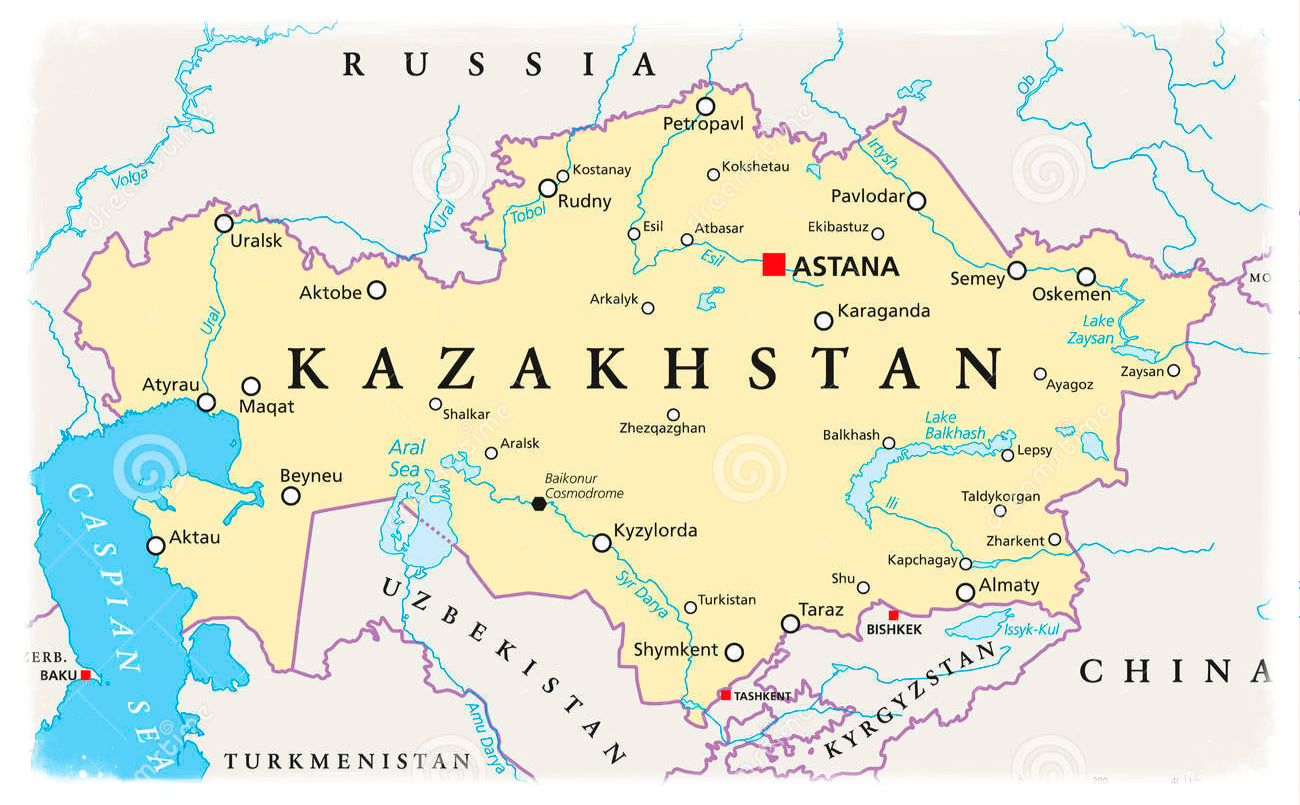 RUSSIA
Ob
Petropavl
Irtysh
Volga
Kostanay
Kokshetau
Rudny
Tobol
Pavlodar
Ural
Uralsk
Esil
Atbasar
Ekibastuz
Esil
ASTANA
Semey
Oskemen
MO
Aktobe
Arkalyk
Karaganda
Ural
Lake
Zaysan
KAZAKHSTAN
Zaysan
Atyrau
Maqat
Ayagoz
Shalkar
Zhezqazghan
Lake
Balkhash
Balkhash
Aral
Sea
Aralsk
Lepsy
Beyneu
Baikonur
Cosmodrome
Ili
Taldykorgan
CASPIAN SEA
Aktau
Kyzylorda
Zharkent
Kapchagay
Syr Darya
Shu
Almaty
UZBEKISTAN
Turkistan
Taraz
BISHKEK
Issyk-Kul
Shymkent
ZERB.
BAKU
TASHKENT
KYRGYZSTAN
CHINA
Amu Darya
TURKMENISTAN
0
200
dreamstime